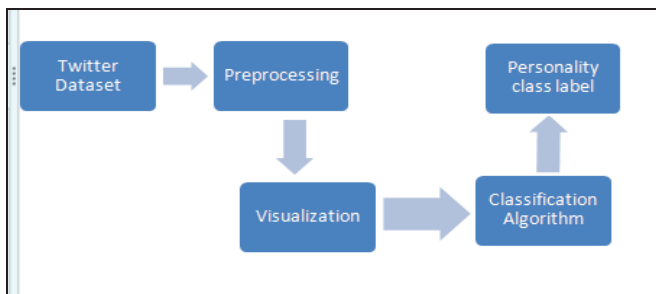 Twitter
Dataset
Preprocessing
Visualization
Classification
Algorithm
Personality
class label